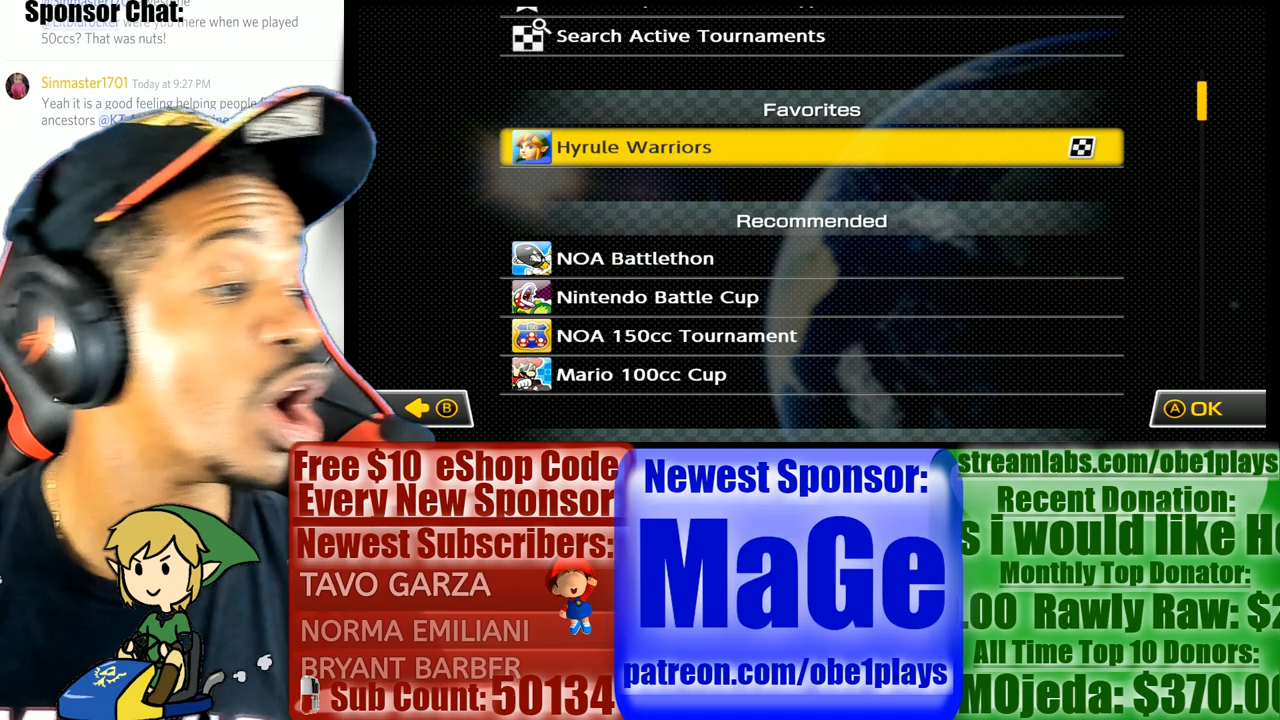 Sponsor Chat:
were you there when we played
50ccs? That was nuts!
Sinmaster1701 Today at 9:27 PM
Yeah it is a good feeling helping people
ancestors
Search Active Tournaments
Favorites
Hyrule Warriors
Recommended
NOA Battlethon
Nintendo Battle Cup
NOA 150cc Tournament
Mario 100cc Cup
B
A OK
Free $10 eShop Code
Every New Sponsor
Newest Subscribers:
TAVO GARZA
NORMA EMILIANI
BRYANT BARBER
Sub Count: 50134
Newest Sponsor:
MaGe
patreon.com/obe1plays
streamlabs.com/obe1plays
Recent Donation:
s i would like
Monthly Top Donator:
.00 Rawly Raw: $
All Time Top 10 Donors:
MOjeda: $370.00